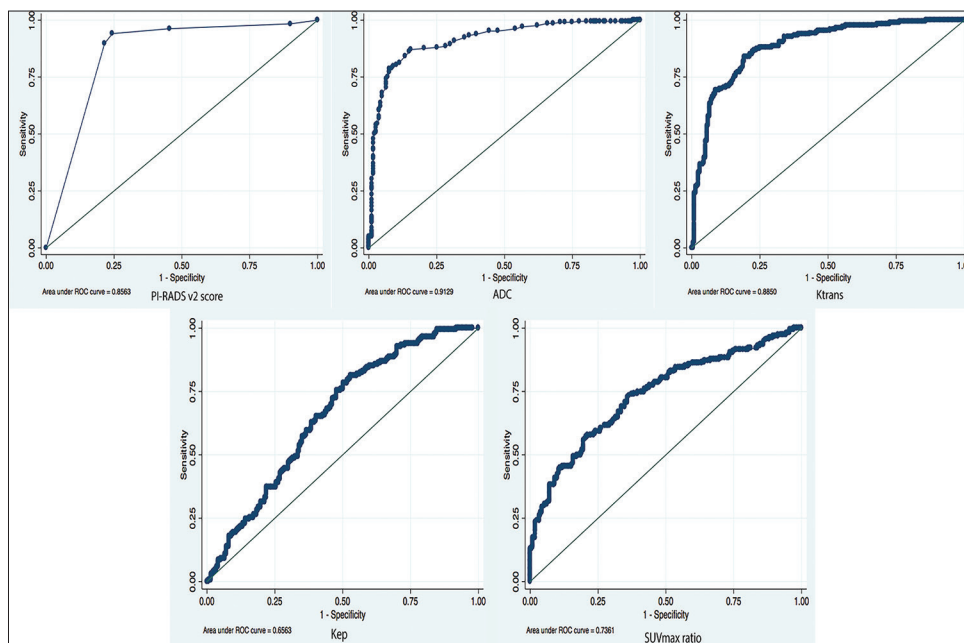 Sensitivity
1.00
0.75
0.50
0.25
0.00
0.00 0.25 0.50 0.75 1.00
1 - Specificity
Area under ROC curve = 0.8563
PI-RADS v2 score
Sensitivity
1.00
0.75
0.50
0.25
0.00
0.00 0.25 0.50 0.75 1.00
1 - Specificity
Area under ROC curve = 0.9129
ADC
Sensitivity
1.00
0.75
0.50
0.25
0.00
0.00 0.25 0.50 0.75 1.00
1 - Specificity
Area under ROC curve = 0.8850
Ktrans
Sensitivity
1.00
0.75
0.50
0.25
0.00
0.00 0.25 0.50 0.75 1.00
1 - Specificity
Area under ROC curve = 0.6563
Kep
Sensitivity
1.00
0.75
0.50
0.25
0.00
0.00 0.25 0.50 0.75 1.00
1 - Specificity
Area under ROC curve = 0.7361
SUVmax ratio